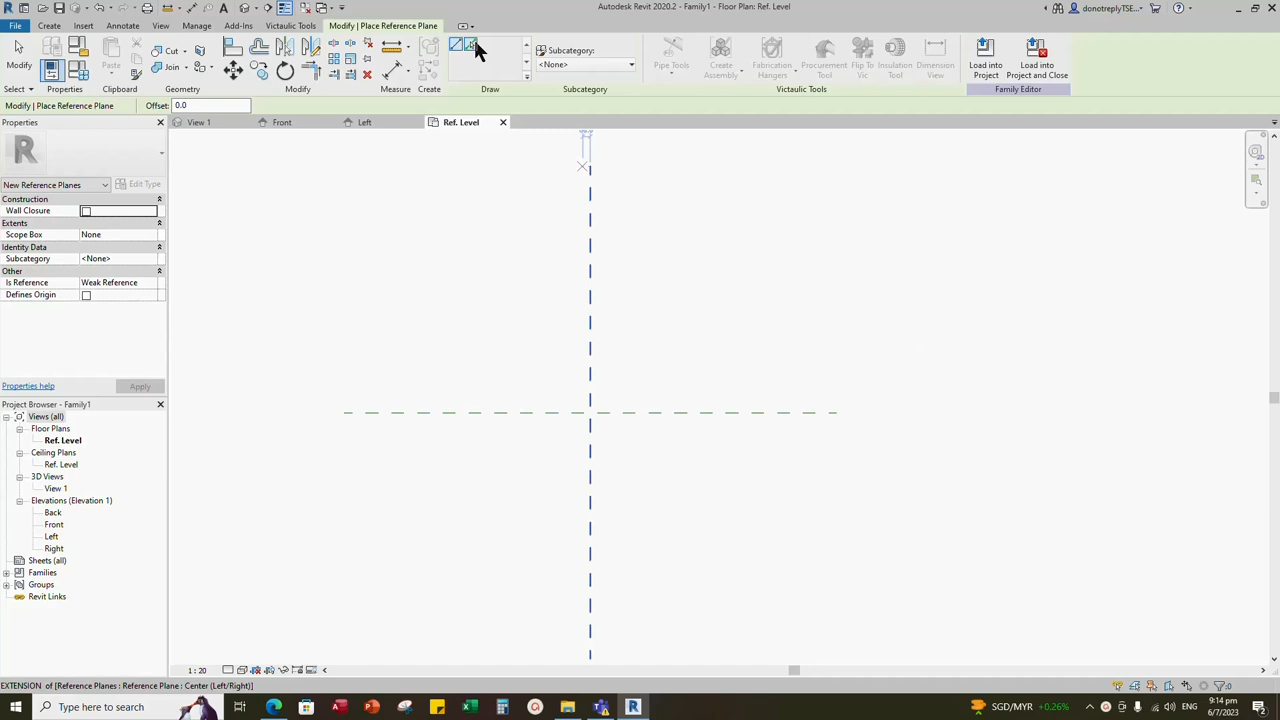 Autodesk Revit 2020.2 - Family1 - Floor Plan: Ref. Level
donotreplyTSE...
File
Create
Insert
Annotate
View
Manage
Add-Ins
Victaulic Tools
Modify | Place Reference Plane
Modify
Paste
Cut
Join
Subcategory:
<None>
Pipe Tools
Create Assembly
Fabrication Hangers
Procurement Tool
Flip To Vic
Insulation Tool
Dimension View
Load into Project
Load into Project and Close
Select
Properties
Clipboard
Geometry
Modify
Measure
Create
Draw
Subcategory
Victaulic Tools
Family Editor
Modify | Place Reference Plane
Offset: 0.0
Properties
View 1
Front
Left
Ref. Level
New Reference Planes
Edit Type
Construction
Wall Closure
Extents
Scope Box None
Identity Data
Subcategory <None>
Other
Is Reference Weak Reference
Defines Origin
Properties help
Apply
Project Browser - Family1
Views (all)
Floor Plans
Ref. Level
Ceiling Plans
Ref. Level
3D Views
View 1
Elevations (Elevation 1)
Back
Front
Left
Right
Sheets (all)
Families
Groups
Revit Links
1 : 20
EXTENSION of [Reference Planes : Reference Plane : Center (Left/Right)]
:0
Type here to search
SGD/MYR +0.26%
9:14 pm
6/7/2023